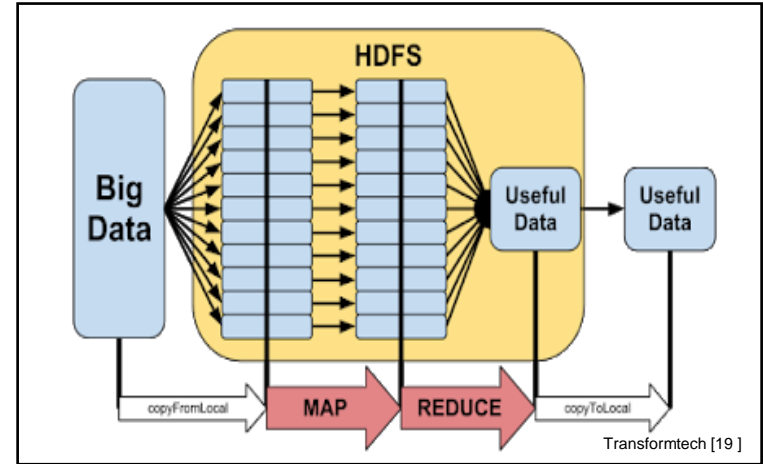 HDFS
Big
Data
Useful
Data
Useful
Data
copyFromLocal
MAP
REDUCE
copyToLocal
Transformtech [19 ]